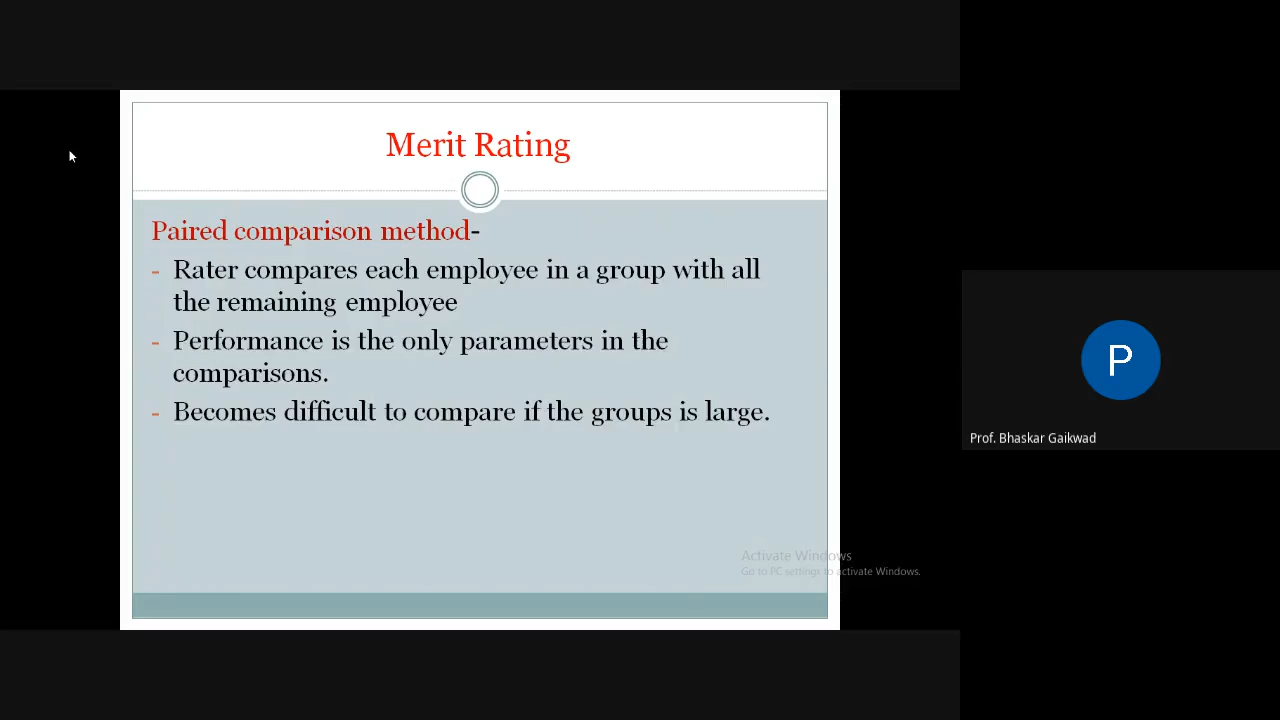 Merit Rating
Paired comparison method-
- Rater compares each employee in a group with all
the remaining employee
- Performance is the only parameters in the
comparisons.
- Becomes difficult to compare if the groups is large.
Activate Windows
Go to PC settings to activate Windows.
P
Prof. Bhaskar Gaikwad